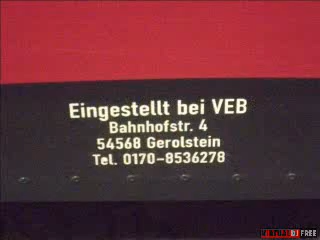 Eingestellt bei VEB
Bahnhofstr. 4
54568 Gerolstein
Tel. 0170-8536278